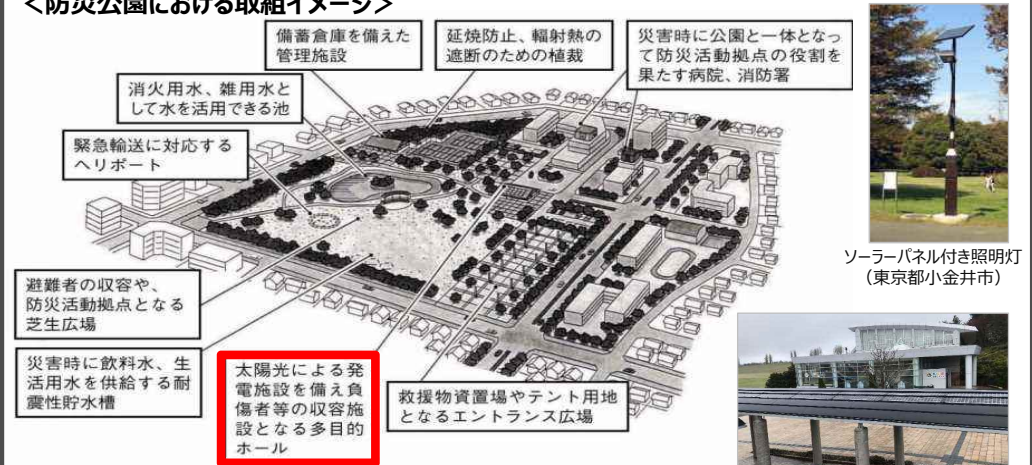 ＜防災公園における取組イメージ＞
備蓄倉庫を備えた
管理施設
延焼防止、輻射熱の
遮断のための植栽
災害時に公園と一体となっ
て防災活動拠点の役割を
果たす病院、消防署
消火用水、雑用水と
して水を活用できる池
緊急輸送に対応する
ヘリポート
ソーラーパネル付き照明灯
（東京都小金井市）
避難者の収容や、
防災活動拠点となる
芝生広場
災害時に飲料水、生
活用水を供給する耐
震性貯水槽
太陽光による発
電施設を備え負
傷者等の収容施
設となる多目的
ホール
救援物資置場やテント用地
となるエントランス広場